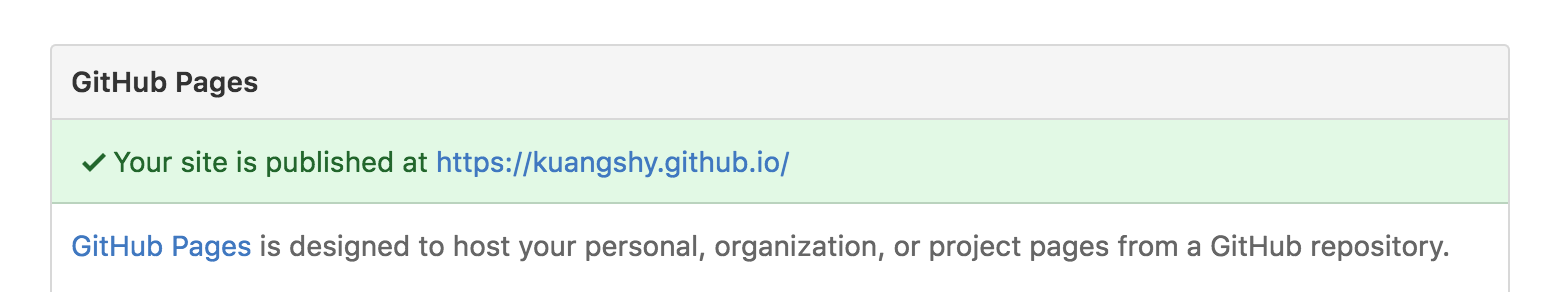 GitHub Pages
✓ Your site is published at https://kuangshy.github.io/
GitHub Pages is designed to host your personal, organization, or project pages from a GitHub repository.